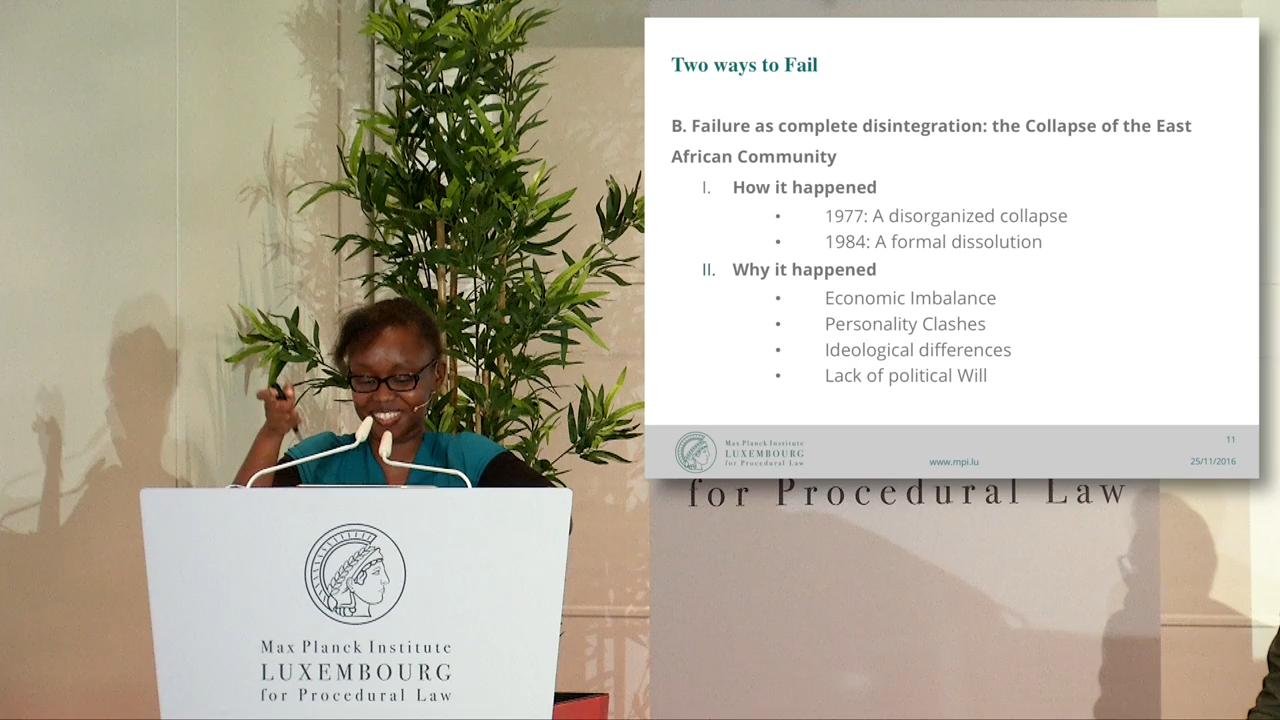 Two ways to Fail
B. Failure as complete disintegration: the Collapse of the East
African Community
I. How it happened
• 1977: A disorganized collapse
• 1984: A formal dissolution
II. Why it happened
• Economic Imbalance
• Personality Clashes
• Ideological differences
• Lack of political Will
Max Planck Institute
LUXEMBOURG
for Procedural Law
www.mpi.lu
11
25/11/2016
for Procedural Law
Max Planck Institute
LUXEMBOURG
for Procedural Law